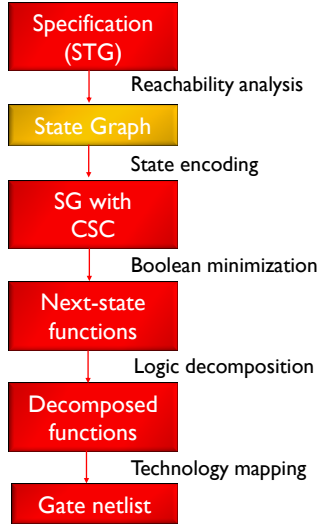 Specification
(STG)
Reachability analysis
State Graph
State encoding
SG with
CSC
Boolean minimization
Next-state
functions
Logic decomposition
Decomposed
functions
Technology mapping
Gate netlist